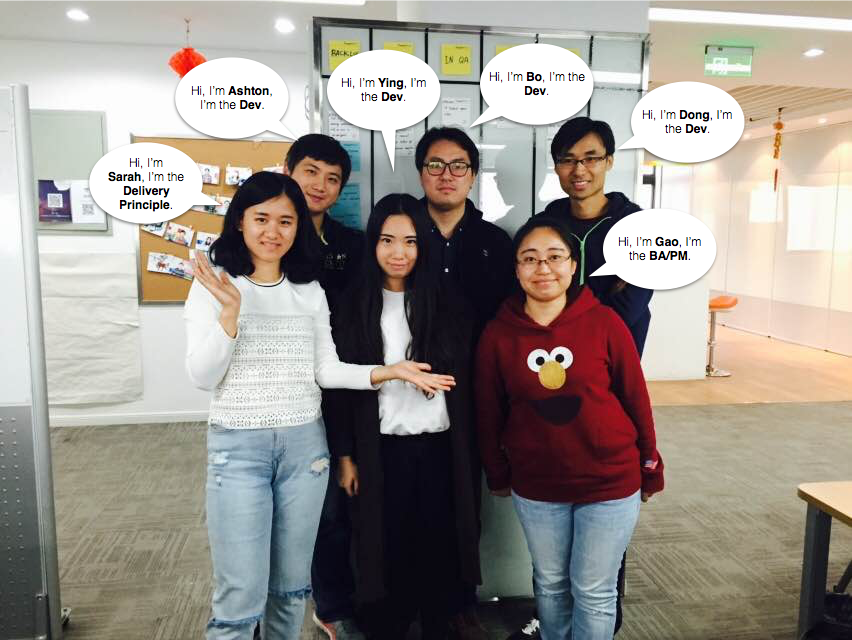 BACKLOG
IN QA
Hi, I'm Ashton,
I'm the Dev.
Hi, I'm Ying, I'm
the Dev.
Hi, I'm Bo, I'm the
Dev.
Hi, I'm Dong, I'm
the Dev.
Hi, I'm
Sarah, I'm the
Delivery
Principle.
Hi, I'm Gao, I'm
the BA/PM.